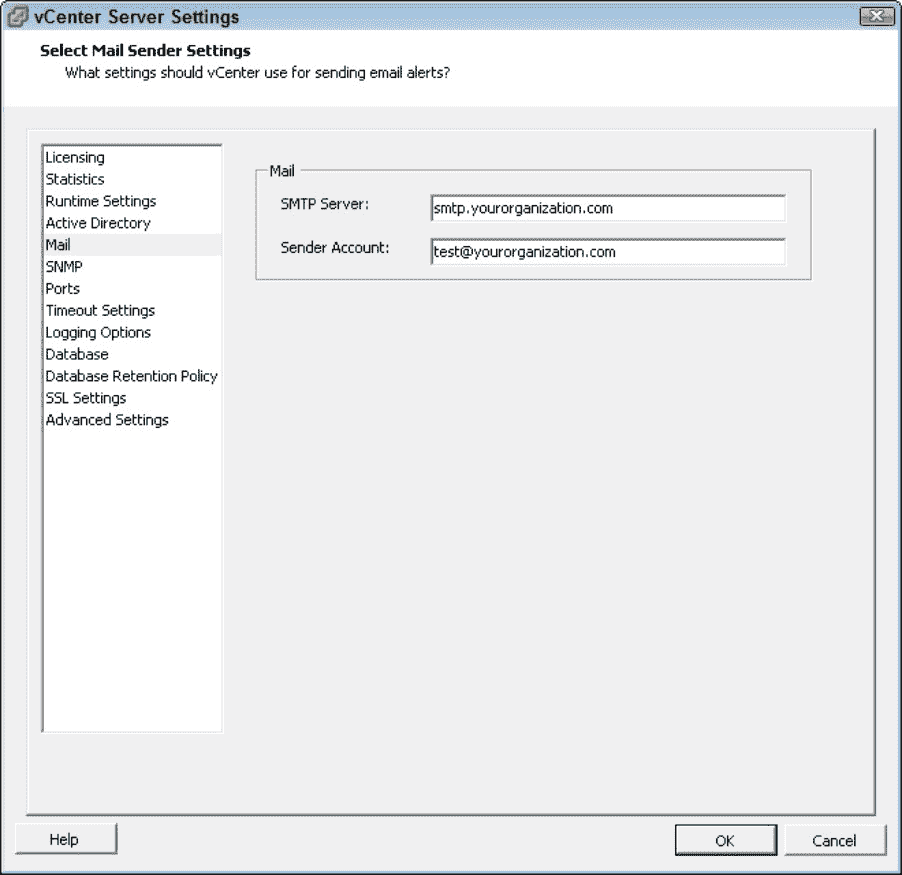 vCenter Server Settings
Select Mail Sender Settings
What settings should vCenter use for sending email alerts?
Licensing
Statistics
Runtime Settings
Active Directory
Mail
SNMP
Ports
Timeout Settings
Logging Options
Database
Database Retention Policy
SSL Settings
Advanced Settings
Mail
SMTP Server: smtp.yourorganization.com
Sender Account: test@yourorganization.com
Help OK Cancel